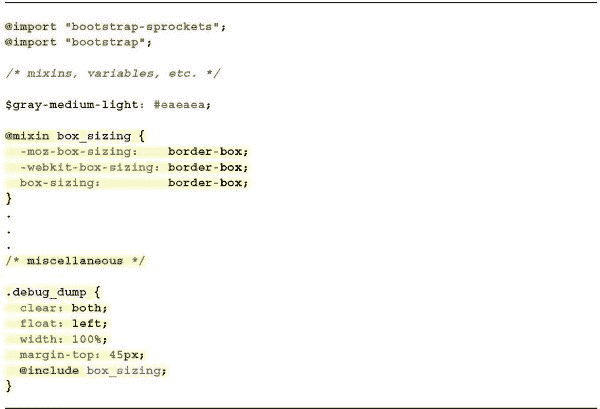 @import "bootstrap-sprockets";
@import "bootstrap";

/* mixins, variables, etc. */

$gray-medium-light: #eaeaea;

@mixin box_sizing {
  -moz-box-sizing:    border-box;
  -webkit-box-sizing: border-box;
  box-sizing:         border-box;
}
.
.
.
/* miscellaneous */

.debug_dump {
  clear: both;
  float: left;
  width: 100%;
  margin-top: 45px;
  @include box_sizing;
}